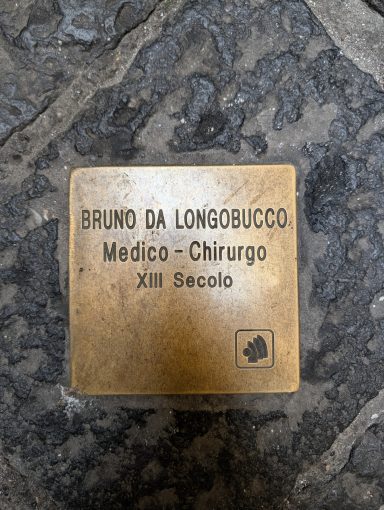 BRUNO DA LONGOBUCCO
Medico - Chirurgo
XIII Secolo